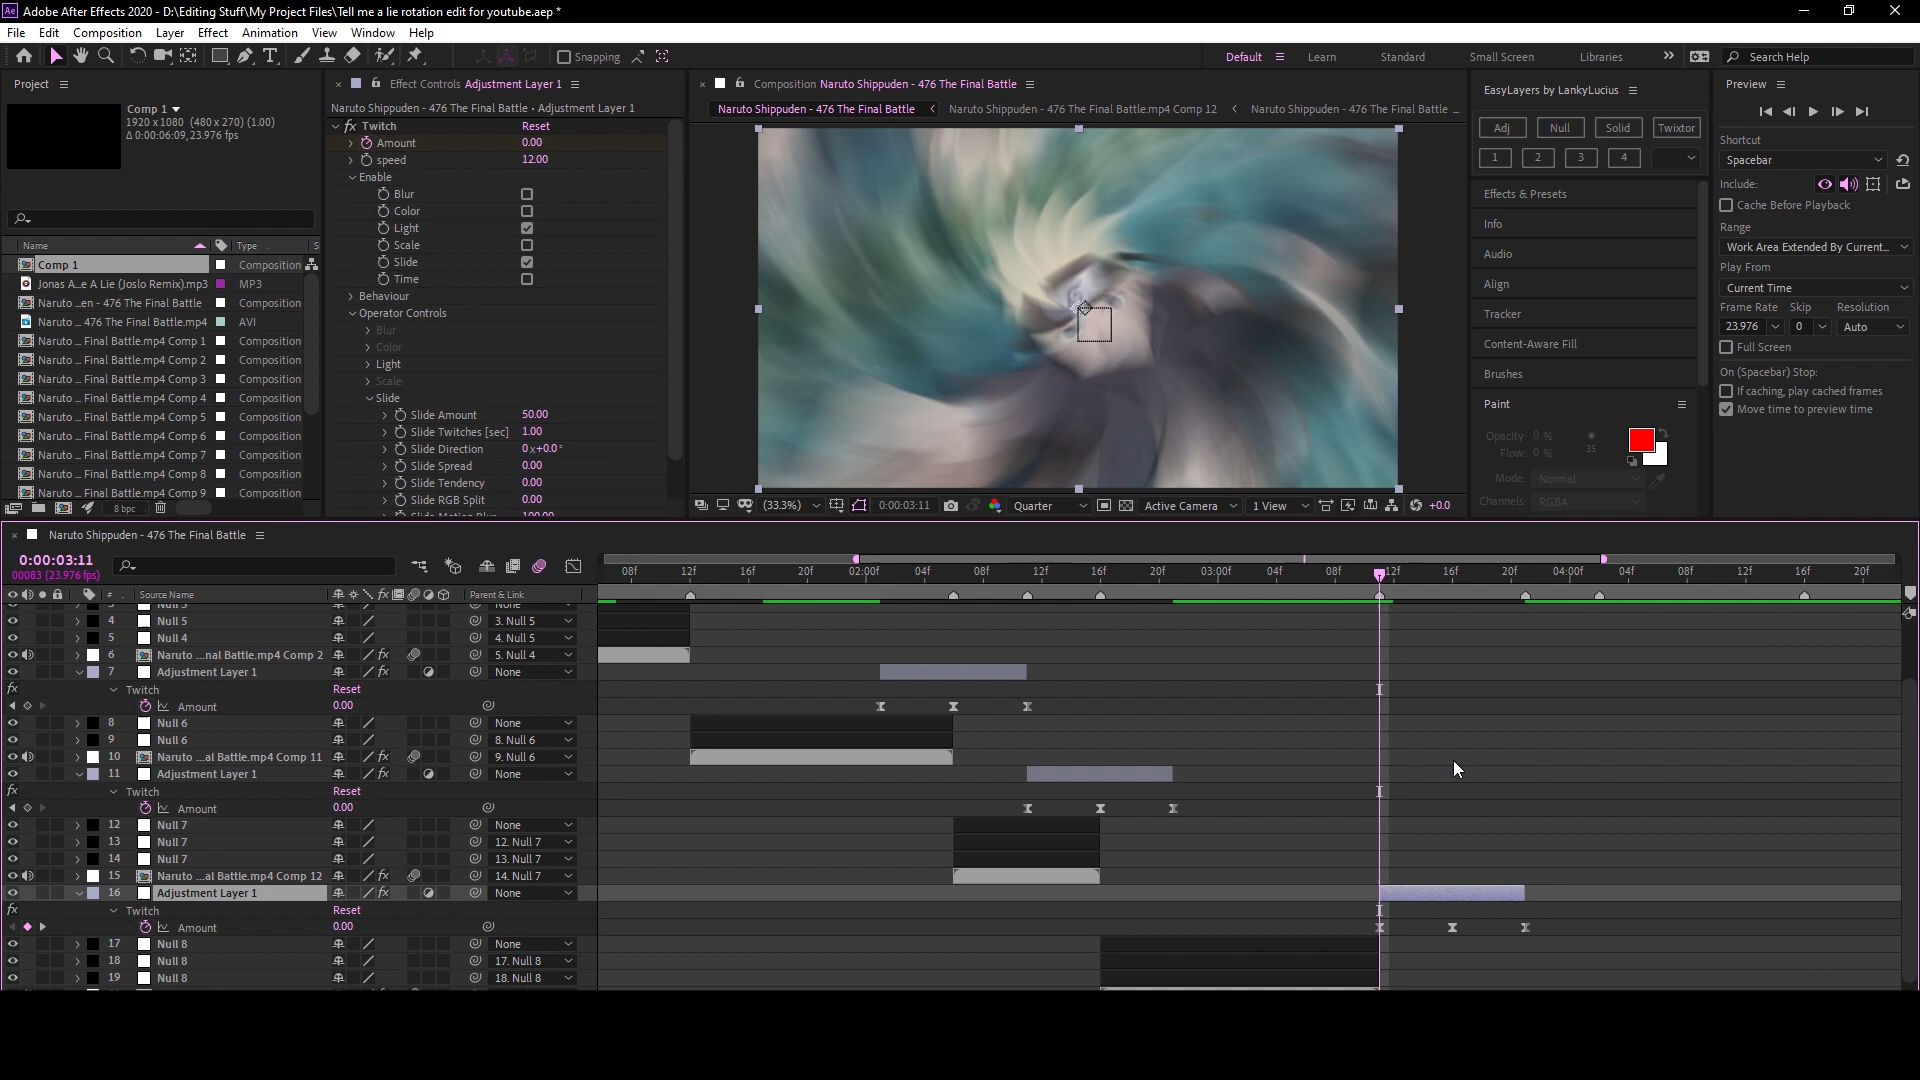 Adobe After Effects 2020 - D:\Editing Stuff\My Project Files\Tell me a lie rotation edit for youtube.aep *
File Edit Composition Layer Effect Animation View Window Help
Snapping
Default Learn Standard Small Screen Libraries Search Help
Project
Comp 1
1920 x 1080 (480 x 270) (1.00)
Δ 0:00:06:09, 23.976 fps
Name Type S
Comp 1 Composition
Jonas A...e A Lie (Joslo Remix).mp3 MP3
Naruto ...en - 476 The Final Battle Composition
Naruto ... 476 The Final Battle.mp4 AVI
Naruto ... Final Battle.mp4 Comp 1 Composition
Naruto ... Final Battle.mp4 Comp 2 Composition
Naruto ... Final Battle.mp4 Comp 3 Composition
Naruto ... Final Battle.mp4 Comp 4 Composition
Naruto ... Final Battle.mp4 Comp 5 Composition
Naruto ... Final Battle.mp4 Comp 6 Composition
Naruto ... Final Battle.mp4 Comp 7 Composition
Naruto ... Final Battle.mp4 Comp 8 Composition
Naruto ... Final Battle.mp4 Comp 9 Composition
8 bpc
Effect Controls Adjustment Layer 1
Naruto Shippuden - 476 The Final Battle • Adjustment Layer 1
fx Twitch Reset
Amount 0.00
speed 12.00
Enable
Blur
Color
Light
Scale
Slide
Time
Behaviour
Operator Controls
Blur
Color
Light
Scale
Slide
Slide Amount 50.00
Slide Twitches [sec] 1.00
Slide Direction 0x+0.0°
Slide Spread 0.00
Slide Tendency 0.00
Slide RGB Split 0.00
Slide Motion Blur 100.00
Composition Naruto Shippuden - 476 The Final Battle
Naruto Shippuden - 476 The Final Battle Naruto Shippuden - 476 The Final Battle.mp4 Comp 12 Naruto Shippuden - 476 The Final Battle ...
(33.3%) 0:00:03:11 Quarter Active Camera 1 View +0.0
EasyLayers by LankyLucius
Adj Null Solid Twixtor
1 2 3 4
Effects & Presets
Info
Audio
Align
Tracker
Content-Aware Fill
Brushes
Paint
Opacity: 0 %
Flow: 0 % 35
Mode: Normal
Channels: RGBA
Preview
Shortcut
Spacebar
Include:
Cache Before Playback
Range
Work Area Extended By Current...
Play From
Current Time
Frame Rate Skip Resolution
23.976 0 Auto
Full Screen
On (Spacebar) Stop:
If caching, play cached frames
Move time to preview time
Naruto Shippuden - 476 The Final Battle
0:00:03:11
00083 (23.976 fps)
08f 12f 16f 20f 02:00f 04f 08f 12f 16f 20f 03:00f 04f 08f 12f 16f 20f 04:00f 04f 08f 12f 16f 20f
# Source Name fx Parent & Link
3 Null 5 None
4 Null 5 3. Null 5
5 Null 4 4. Null 5
6 Naruto ...nal Battle.mp4 Comp 2 fx 5. Null 4
7 Adjustment Layer 1 fx None
fx Twitch Reset
Amount 0.00
8 Null 6 None
9 Null 6 8. Null 6
10 Naruto ...al Battle.mp4 Comp 11 fx 9. Null 6
11 Adjustment Layer 1 fx None
fx Twitch Reset
Amount 0.00
12 Null 7 None
13 Null 7 12. Null 7
14 Null 7 13. Null 7
15 Naruto ...al Battle.mp4 Comp 12 fx 14. Null 7
16 Adjustment Layer 1 fx None
fx Twitch Reset
Amount 0.00
17 Null 8 None
18 Null 8 17. Null 8
19 Null 8 18. Null 8